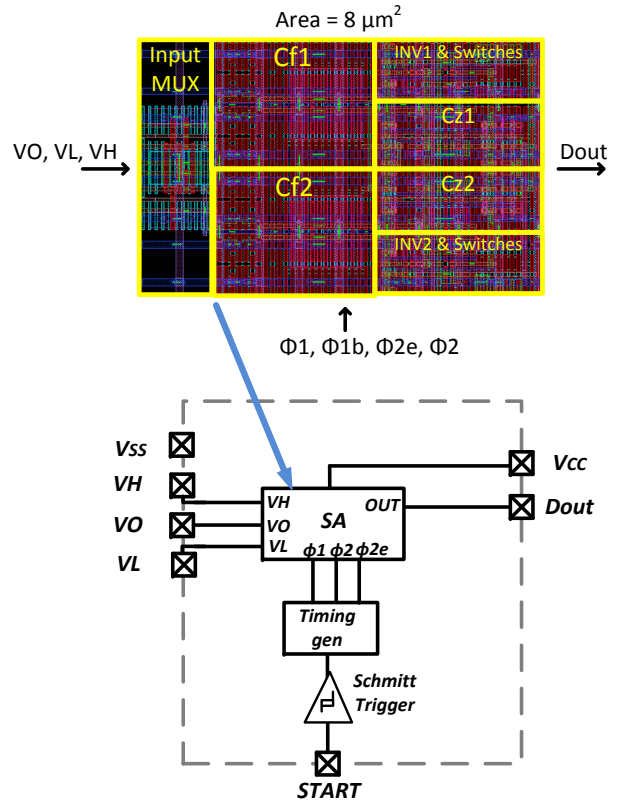 Area = 8 µm²
Input
MUX
Cf1
INV1 & Switches
Cz1
VO, VL, VH
Dout
Cf2
Cz2
INV2 & Switches
Φ1, Φ1b, Φ2e, Φ2
Vss
VH
VO
VL
VH
VO
VL
SA
OUT
ϕ1 ϕ2 ϕ2e
Vcc
Dout
Timing
gen
Schmitt
Trigger
START